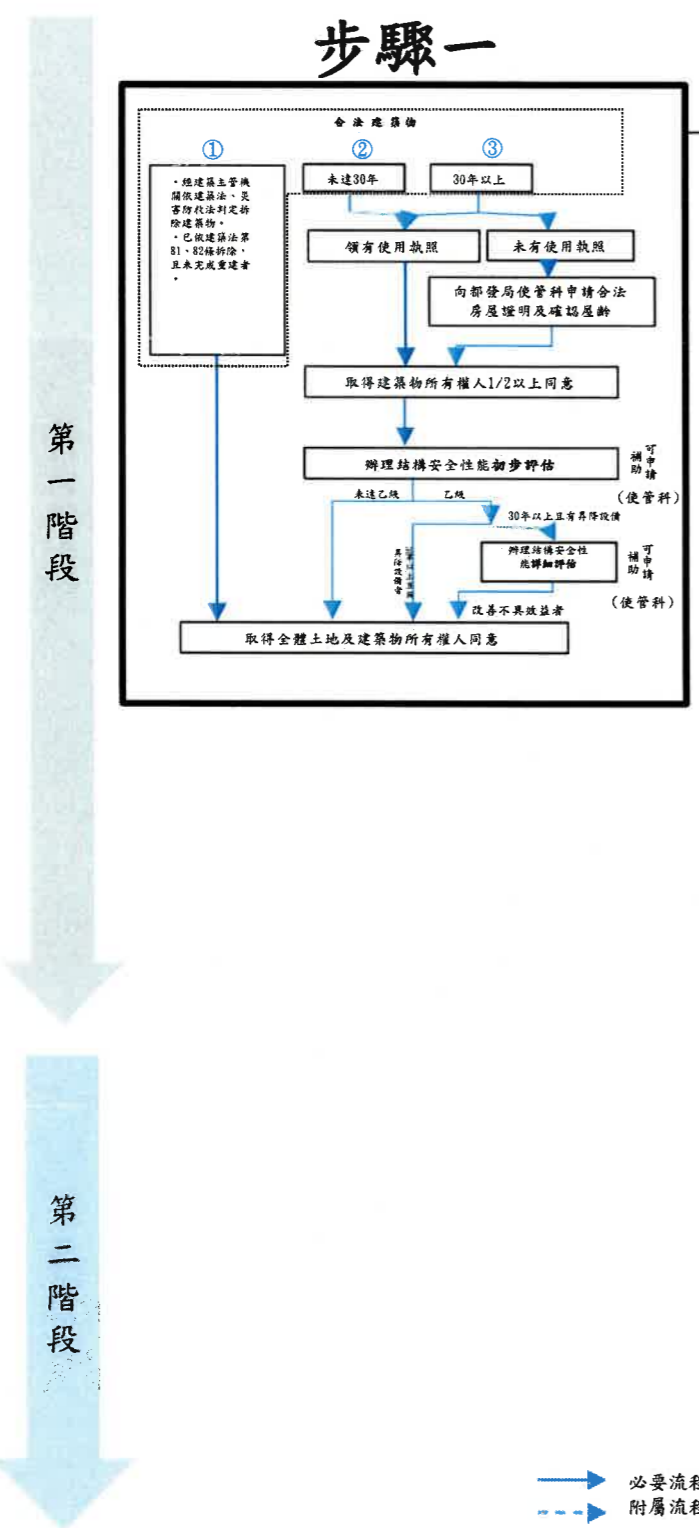 步驟一
合法建築物
①
②
③
・經建築主管機
關依建築法、災
害防救法判定拆
除建築物。
・已依建築法第
81、82條拆除,
且未完成重建者
。
未達30年
30年以上
領有使用執照
未有使用執照
向都發局使管科申請合法
房屋證明及確認屋齡
取得建築物所有權人1/2以上同意
辦理結構安全性能初步評估
可申請
補助
(使管科)
未達乙級
乙級
30年以上且有昇降設備
昇降設備者
辦理結構安全性
能詳細評估
可申請
補助
(使管科)
改善不具效益者
取得全體土地及建築物所有權人同意
第一階段
第二階段
必要流程
附屬流程